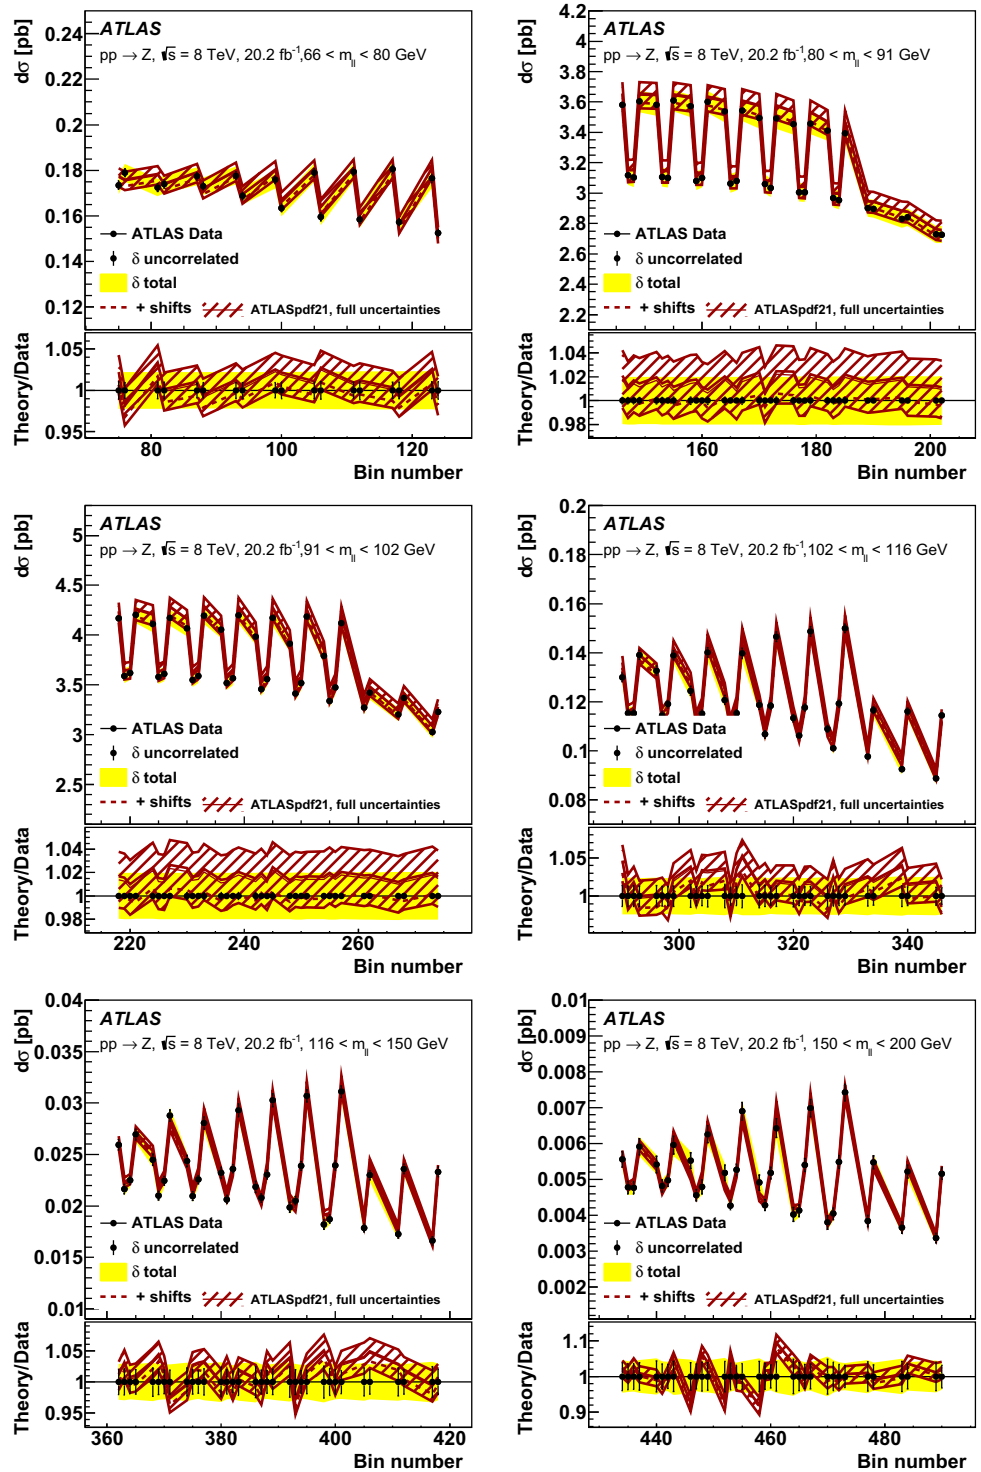 dσ [pb]
0.24
0.22
0.2
0.18
0.16
0.14
0.12
ATLAS
pp → Z, √s = 8 TeV, 20.2 fb⁻¹,66 < m_ll < 80 GeV
ATLAS Data
δ uncorrelated
δ total
+ shifts
ATLASpdf21, full uncertainties
Theory/Data
1.05
1
0.95
80 100 120
Bin number
dσ [pb]
4.2
3.8
3.6
3.4
3.2
3
2.8
2.6
2.4
2.2
ATLAS
pp → Z, √s = 8 TeV, 20.2 fb⁻¹,80 < m_ll < 91 GeV
ATLAS Data
δ uncorrelated
δ total
+ shifts
ATLASpdf21, full uncertainties
Theory/Data
1.04
1.02
1
0.98
160 180 200
Bin number
dσ [pb]
5
4.5
4
3.5
3
2.5
ATLAS
pp → Z, √s = 8 TeV, 20.2 fb⁻¹,91 < m_ll < 102 GeV
ATLAS Data
δ uncorrelated
δ total
+ shifts
ATLASpdf21, full uncertainties
Theory/Data
1.04
1.02
1
0.98
220 240 260
Bin number
dσ [pb]
0.2
0.18
0.16
0.14
0.12
0.1
0.08
ATLAS
pp → Z, √s = 8 TeV, 20.2 fb⁻¹,102 < m_ll < 116 GeV
ATLAS Data
δ uncorrelated
δ total
+ shifts
ATLASpdf21, full uncertainties
Theory/Data
1.05
1
300 320 340
Bin number
dσ [pb]
0.04
0.035
0.03
0.025
0.02
0.015
0.01
ATLAS
pp → Z, √s = 8 TeV, 20.2 fb⁻¹, 116 < m_ll < 150 GeV
ATLAS Data
δ uncorrelated
δ total
+ shifts
ATLASpdf21, full uncertainties
Theory/Data
1.05
1
0.95
360 380 400 420
Bin number
dσ [pb]
0.01
0.009
0.008
0.007
0.006
0.005
0.004
0.003
0.002
ATLAS
pp → Z, √s = 8 TeV, 20.2 fb⁻¹, 150 < m_ll < 200 GeV
ATLAS Data
δ uncorrelated
δ total
+ shifts
ATLASpdf21, full uncertainties
Theory/Data
1.1
1
0.9
440 460 480
Bin number